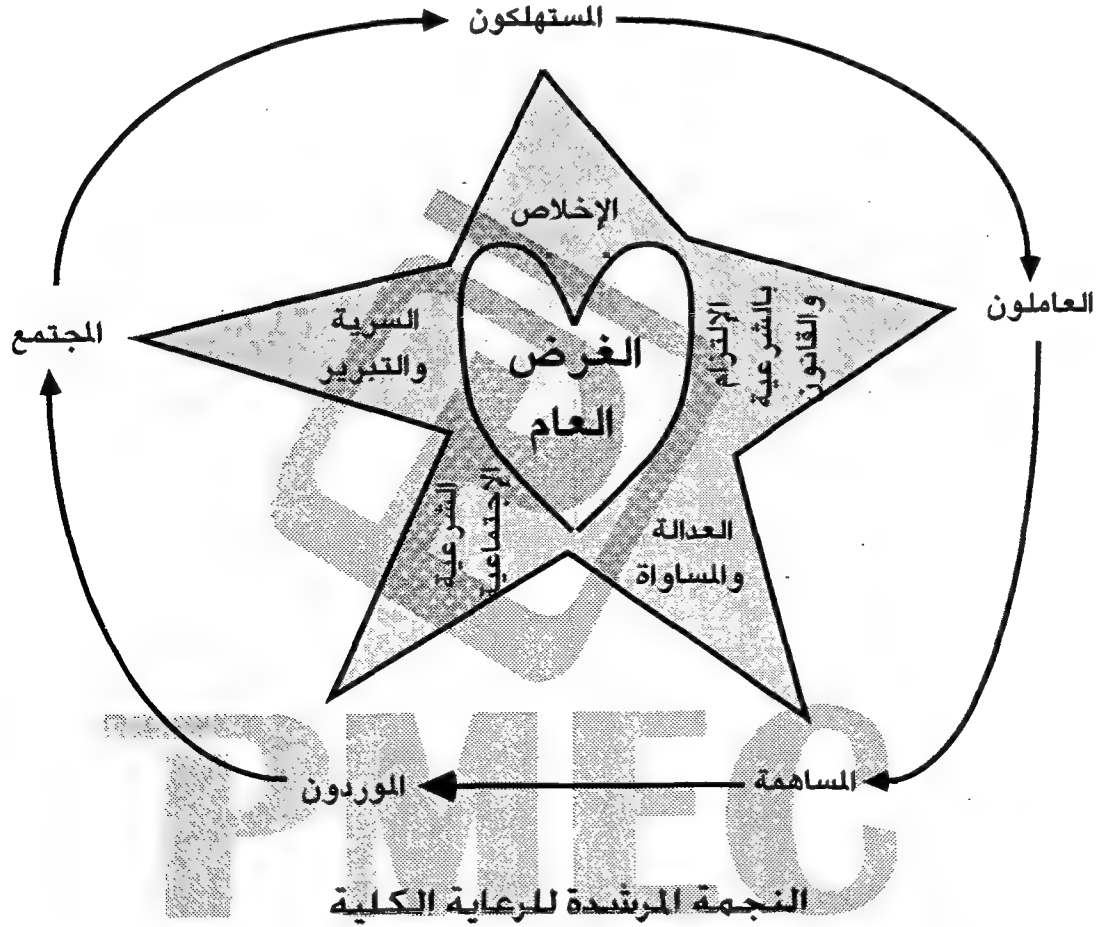 المستهلكون
الإخلاص
العاملون
الإلتزام
بالشرعية
والقانون
المجتمع
السرية
والتبرير
الغرض
العام
الشرعية
الإجتماعية
العدالة
والمساواة
المساهمة
الموردون
PMEC
النجمة المرشدة للرعاية الكلية